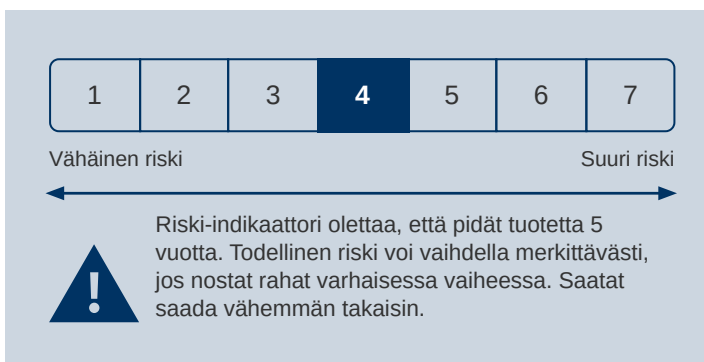 1 2 3 4 5 6 7
Vähäinen riski Suuri riski
Riski-indikaattori olettaa, että pidät tuotetta 5
vuotta. Todellinen riski voi vaihdella merkittävästi,
jos nostat rahat varhaisessa vaiheessa. Saatat
saada vähemmän takaisin.
!